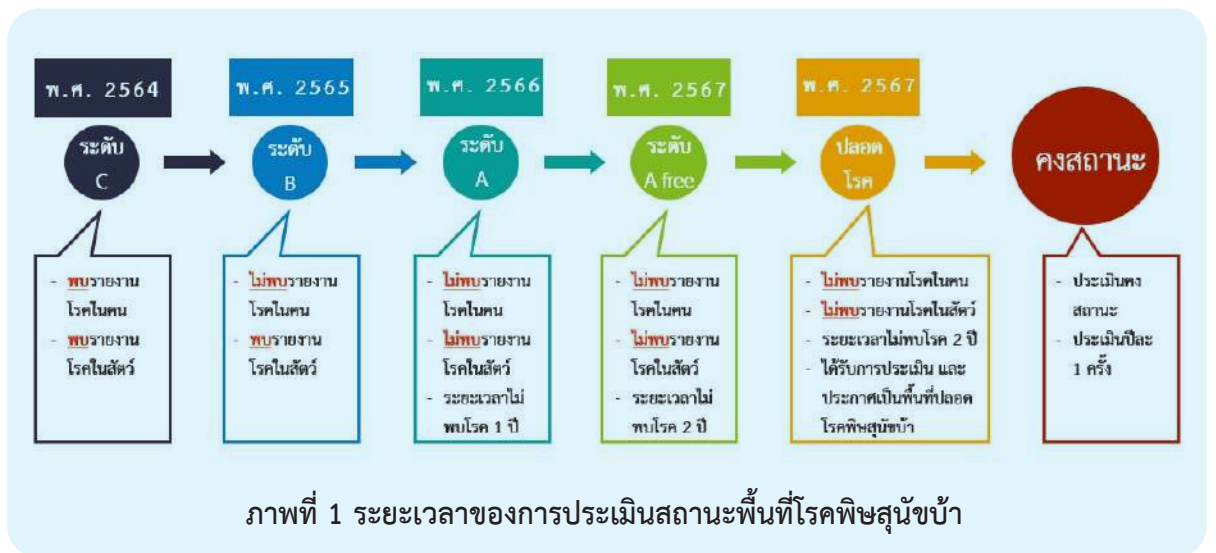 พ.ศ. 2564
พ.ศ. 2565
พ.ศ. 2566
พ.ศ. 2567
พ.ศ. 2567
ระดับ
C
ระดับ
B
ระดับ
A
ระดับ
A free
ปลอด
โรค
คงสถานะ
- พบรายงาน
โรคในคน
- พบรายงาน
โรคในสัตว์
- ไม่พบรายงาน
โรคในคน
- พบรายงาน
โรคในสัตว์
- ไม่พบรายงาน
โรคในคน
- ไม่พบรายงาน
โรคในสัตว์
- ระยะเวลาไม่
พบโรค 1 ปี
- ไม่พบรายงาน
โรคในคน
- ไม่พบรายงาน
โรคในสัตว์
- ระยะเวลาไม่
พบโรค 2 ปี
- ไม่พบรายงานโรคในคน
- ไม่พบรายงานโรคในสัตว์
- ระยะเวลาไม่พบโรค 2 ปี
- ได้รับการประเมิน และ
ประกาศเป็นพื้นที่ปลอด
โรคพิษสุนัขบ้า
- ประเมินคง
สถานะ
- ประเมินปีละ
1 ครั้ง
ภาพที่ 1 ระยะเวลาของการประเมินสถานะพื้นที่โรคพิษสุนัขบ้า